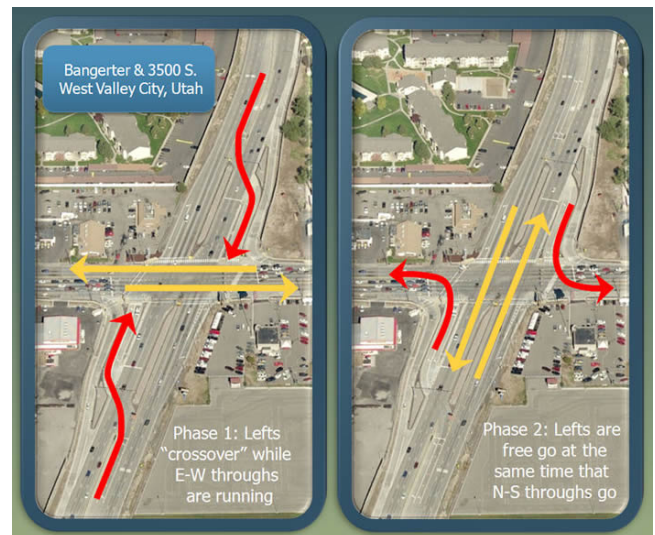 Bangerter & 3500 S.
West Valley City, Utah
Phase 1: Lefts
"crossover" while
E-W throughs
are running
Phase 2: Lefts are
free go at the
same time that
N-S throughs go